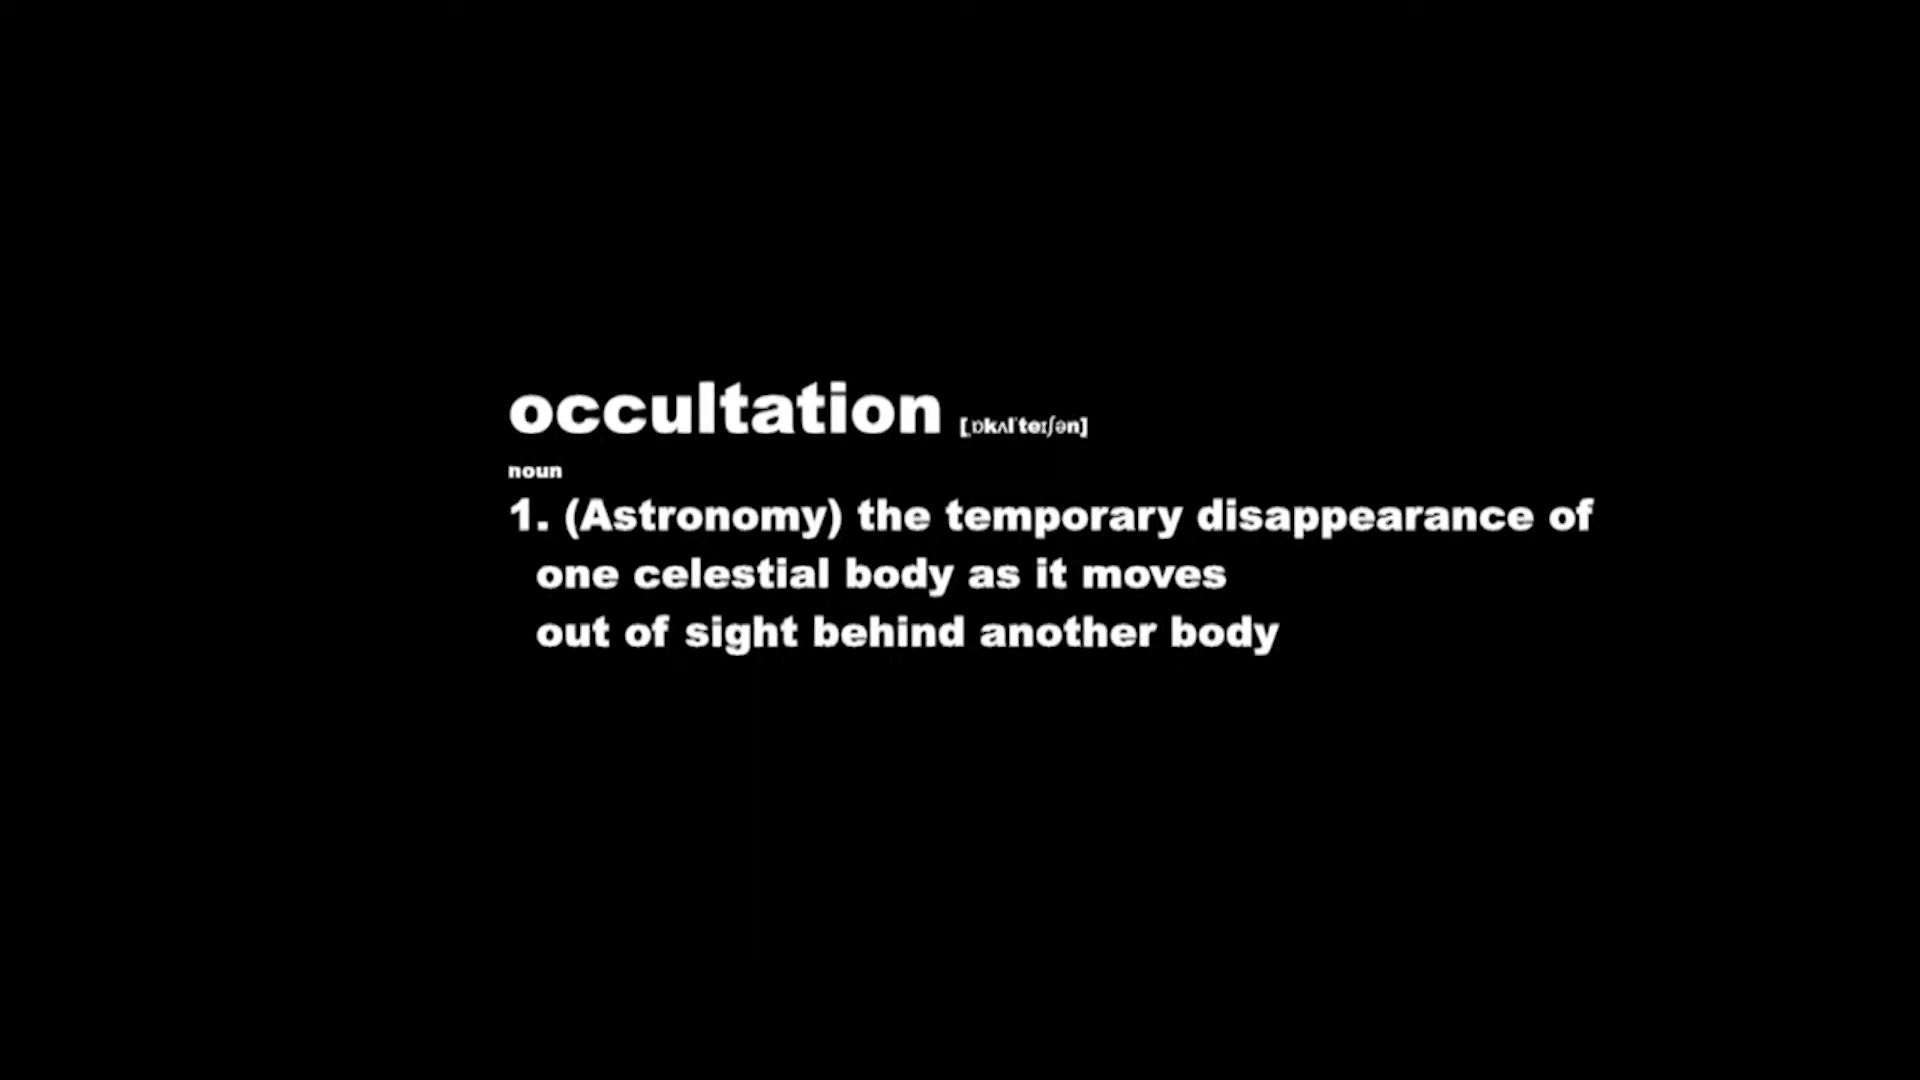 occultation [ˌɒkʌlˈteɪʃən]
noun
1. (Astronomy) the temporary disappearance of
one celestial body as it moves
out of sight behind another body